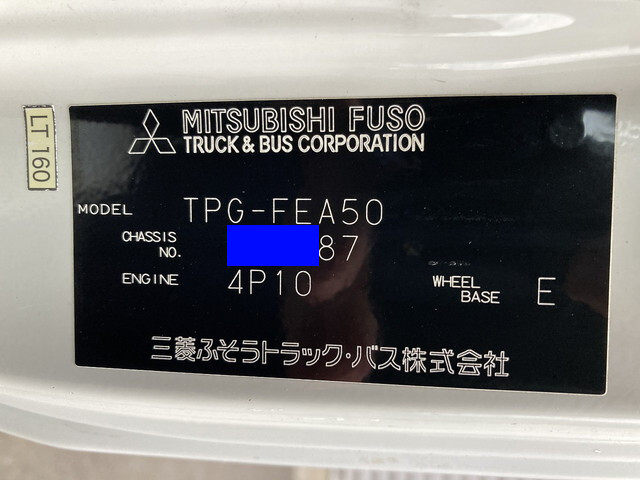 LT 160
MITSUBISHI FUSO
TRUCK & BUS CORPORATION
MODEL TPG-FEA50
CHASSIS NO. 87
ENGINE 4P10
WHEEL BASE E
三菱ふそうトラック・バス株式会社